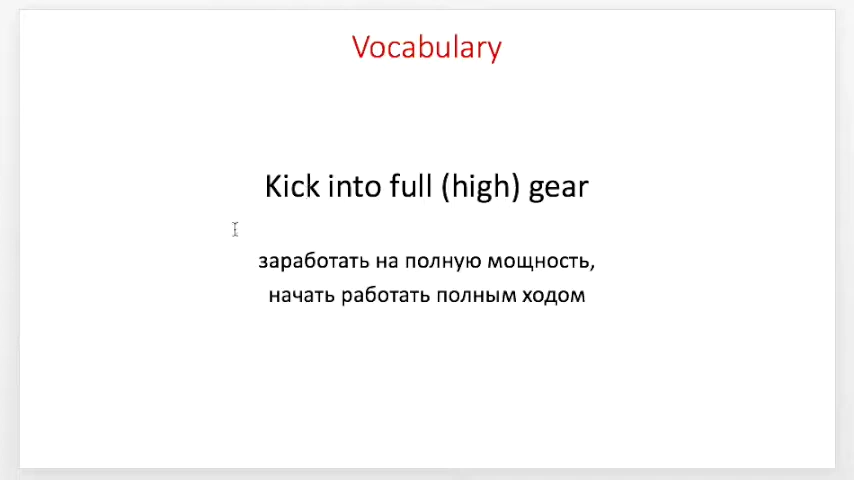 Vocabulary
Kick into full (high) gear
заработать на полную мощность,
начать работать полным ходом